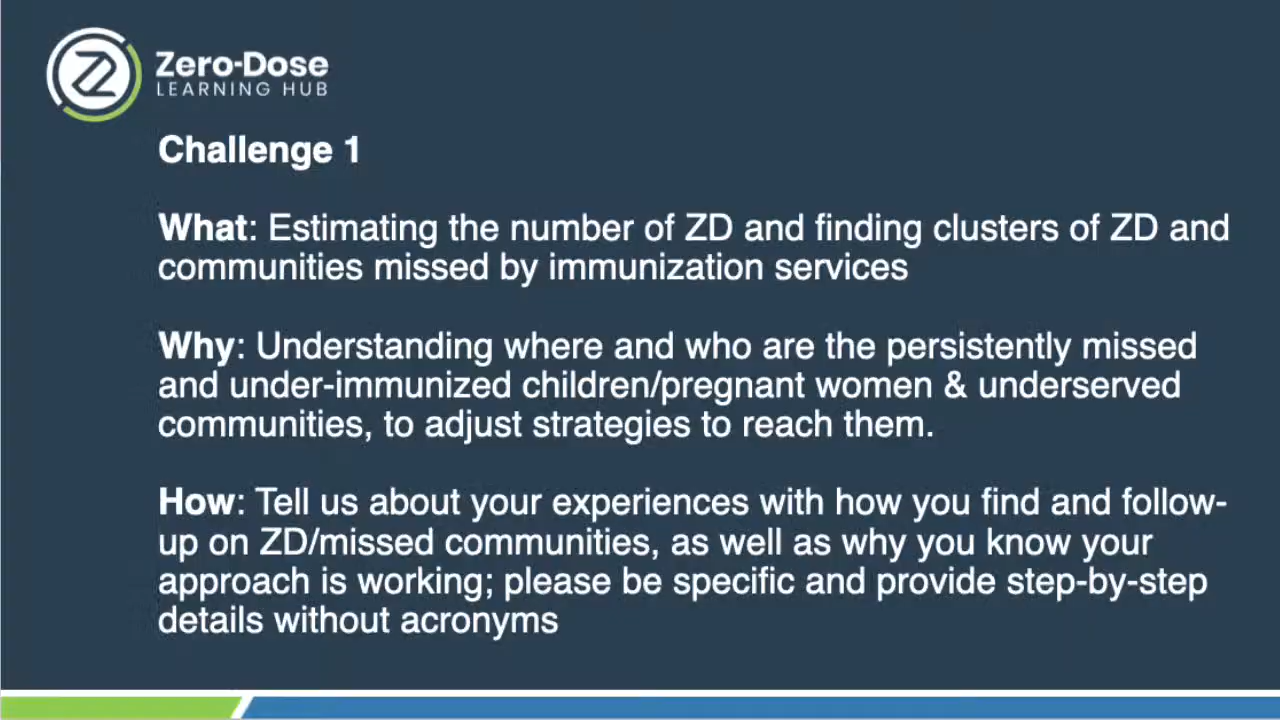 Zero-Dose
LEARNING HUB
Challenge 1
What: Estimating the number of ZD and finding clusters of ZD and
communities missed by immunization services
Why: Understanding where and who are the persistently missed
and under-immunized children/pregnant women & underserved
communities, to adjust strategies to reach them.
How: Tell us about your experiences with how you find and follow-
up on ZD/missed communities, as well as why you know your
approach is working; please be specific and provide step-by-step
details without acronyms